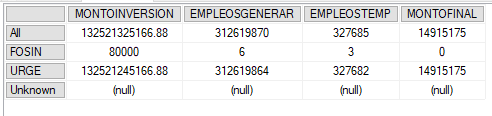 MONTOINVERSION EMPLEOSGENERAR EMPLEOSTEMP MONTOFINAL
All 132521325166.88 312619870 327685 14915175
FOSIN 80000 6 3 0
URGE 132521245166.88 312619864 327682 14915175
Unknown (null) (null) (null) (null)